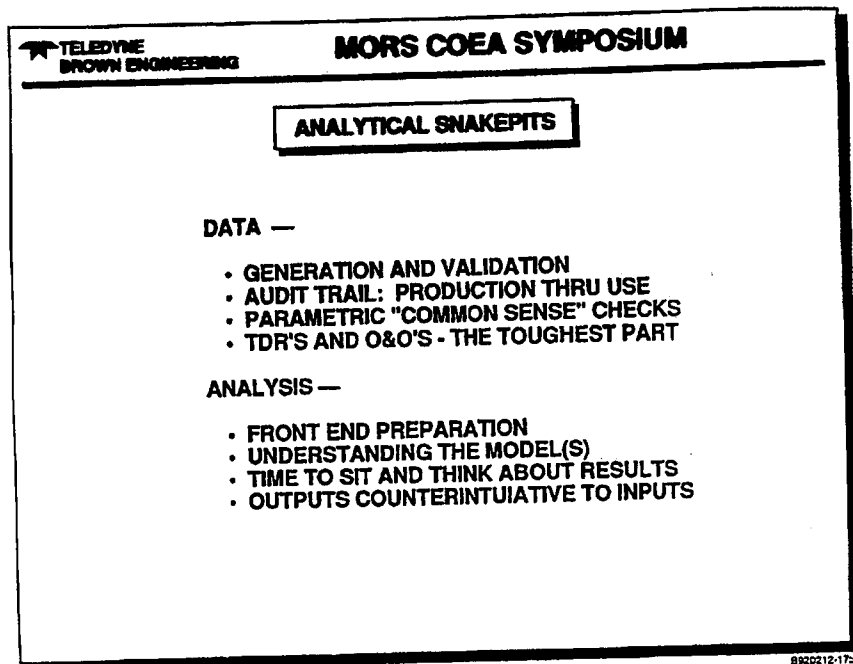 TELEDYNE
BROWN ENGINEERING
MORS COEA SYMPOSIUM
ANALYTICAL SNAKEPITS
DATA —
• GENERATION AND VALIDATION
• AUDIT TRAIL: PRODUCTION THRU USE
• PARAMETRIC "COMMON SENSE" CHECKS
• TDR'S AND O&O'S - THE TOUGHEST PART
ANALYSIS —
• FRONT END PREPARATION
• UNDERSTANDING THE MODEL(S)
• TIME TO SIT AND THINK ABOUT RESULTS
• OUTPUTS COUNTERINTUIATIVE TO INPUTS